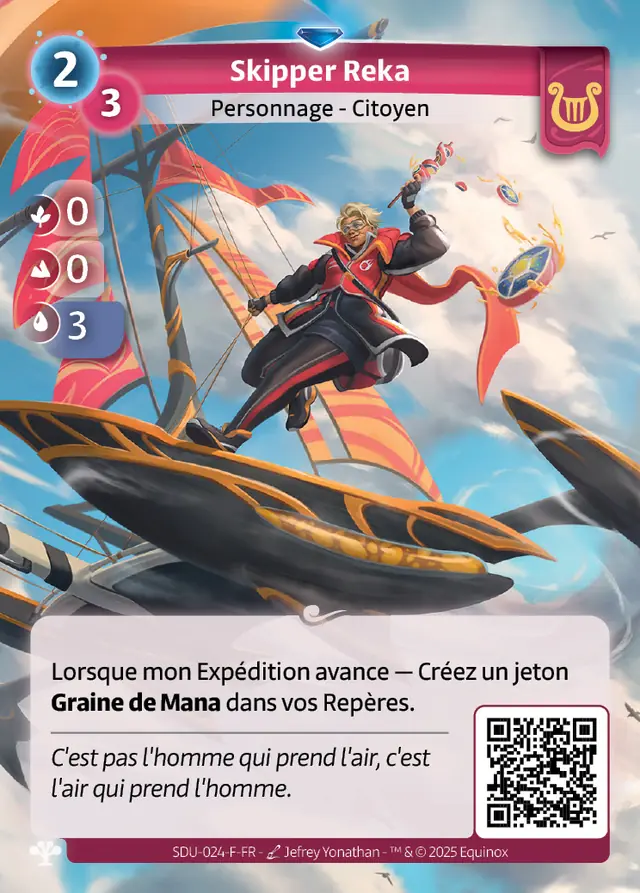 2
Skipper Reka
3
Personnage - Citoyen
0
0
3
Lorsque mon Expédition avance — Créez un jeton
Graine de Mana dans vos Repères.
C'est pas l'homme qui prend l'air, c'est
l'air qui prend l'homme.
SDU-024-F-FR - Jefrey Yonathan - ™ & © 2025 Equinox